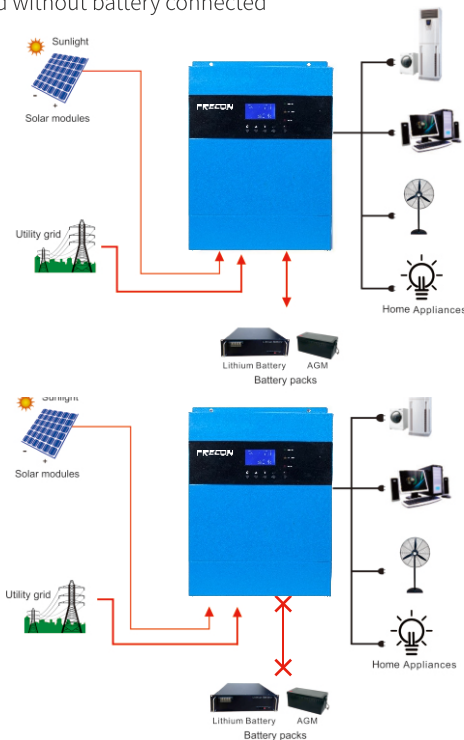 d without battery connected
Sunlight
- +
Solar modules
PRECON
Utility grid
Home Appliances
Lithium Battery AGM
Battery packs
Sunlight
- +
Solar modules
PRECON
Utility grid
Home Appliances
Lithium Battery AGM
Battery packs